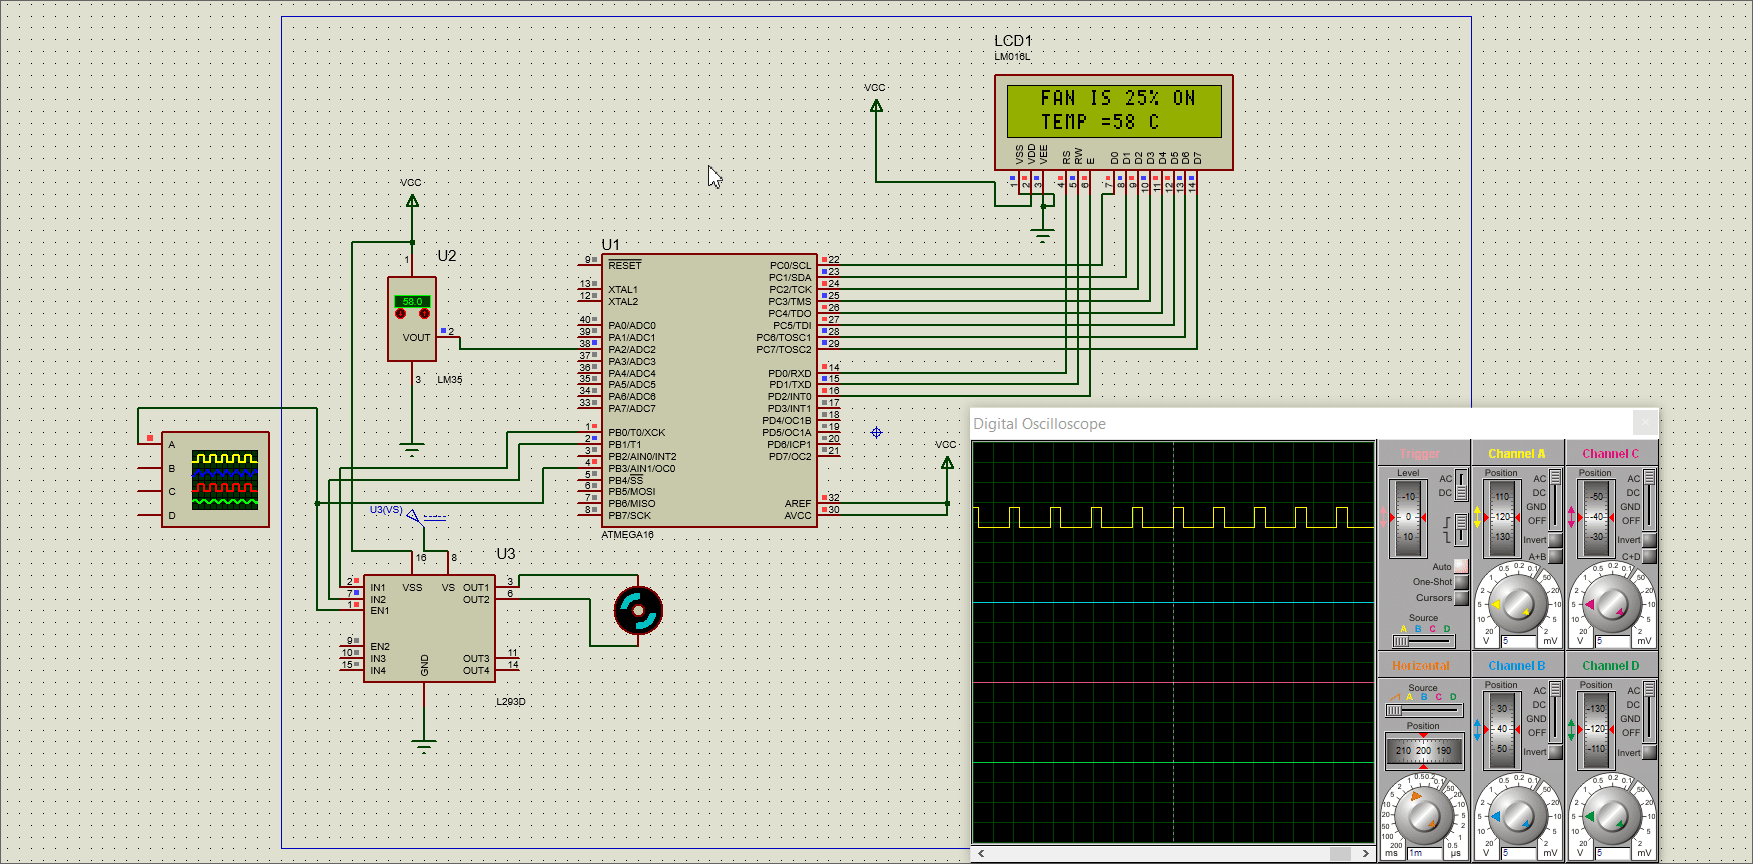 LCD1
LM016L
FAN IS 25% ON
TEMP =58 C
VSS
VDD
VEE
RS
RW
E
D0
D1
D2
D3
D4
D5
D6
D7
1
2
3
4
5
6
7
8
9
10
11
12
13
14
VCC
VCC
U2
1
58.0
VOUT
2
3
LM35
U1
9 RESET
13 XTAL1
12 XTAL2
40 PA0/ADC0
39 PA1/ADC1
38 PA2/ADC2
37 PA3/ADC3
36 PA4/ADC4
35 PA5/ADC5
34 PA6/ADC6
33 PA7/ADC7
1 PB0/T0/XCK
2 PB1/T1
3 PB2/AIN0/INT2
4 PB3/AIN1/OC0
5 PB4/SS
6 PB5/MOSI
7 PB6/MISO
8 PB7/SCK
PC0/SCL 22
PC1/SDA 23
PC2/TCK 24
PC3/TMS 25
PC4/TDO 26
PC5/TDI 27
PC6/TOSC1 28
PC7/TOSC2 29
PD0/RXD 14
PD1/TXD 15
PD2/INT0 16
PD3/INT1 17
PD4/OC1B 18
PD5/OC1A 19
PD6/ICP1 20
PD7/OC2 21
AREF 32
AVCC 30
ATMEGA16
VCC
A
B
C
D
U3(VS)
U3
16
8
2 IN1
7 IN2
1 EN1
9 EN2
10 IN3
15 IN4
VSS
VS
GND
OUT1 3
OUT2 6
OUT3 11
OUT4 14
L293D
Digital Oscilloscope
Trigger
Level
AC
DC
-10
0
10
Auto
One-Shot
Cursors
Source
A B C D
Channel A
Position
AC
DC
GND
OFF
-110
-120
-130
Invert
A+B
V
5
mV
Channel C
Position
AC
DC
GND
OFF
-50
-40
-30
Invert
C+D
V
5
mV
Horizontal
Source
A B C D
Position
210 200 190
ms
1m
µs
Channel B
Position
AC
DC
GND
OFF
30
40
50
Invert
V
5
mV
Channel D
Position
AC
DC
GND
OFF
-130
-120
-110
Invert
V
5
mV